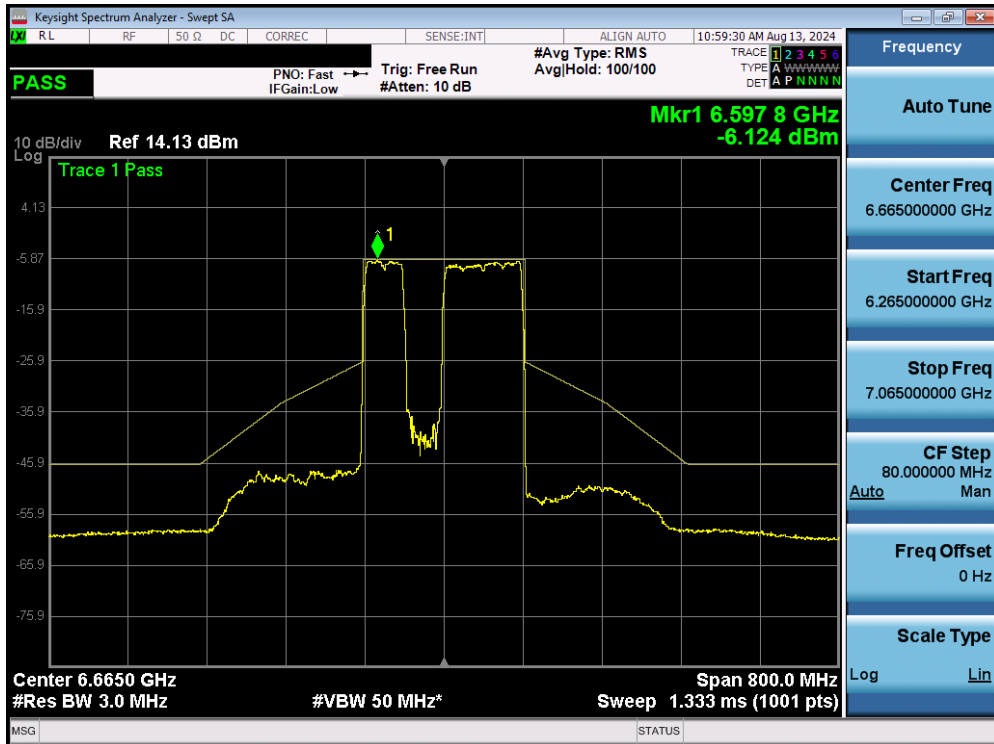 Keysight Spectrum Analyzer - Swept SA
LXI RL RF 50 Ω DC CORREC SENSE:INT ALIGN AUTO 10:59:30 AM Aug 13, 2024
PASS
PNO: Fast
IFGain:Low
Trig: Free Run
#Atten: 10 dB
#Avg Type: RMS
Avg|Hold: 100/100
TRACE 1 2 3 4 5 6
TYPE A WWWWW
DET A P N N N N
Mkr1 6.597 8 GHz
-6.124 dBm
10 dB/div Ref 14.13 dBm
Log
Trace 1 Pass
1
4.13
-5.87
-15.9
-25.9
-35.9
-45.9
-55.9
-65.9
-75.9
Center 6.6650 GHz Span 800.0 MHz
#Res BW 3.0 MHz #VBW 50 MHz* Sweep 1.333 ms (1001 pts)
MSG STATUS
Frequency
Auto Tune
Center Freq
6.665000000 GHz
Start Freq
6.265000000 GHz
Stop Freq
7.065000000 GHz
CF Step
80.000000 MHz
Auto Man
Freq Offset
0 Hz
Scale Type
Log Lin